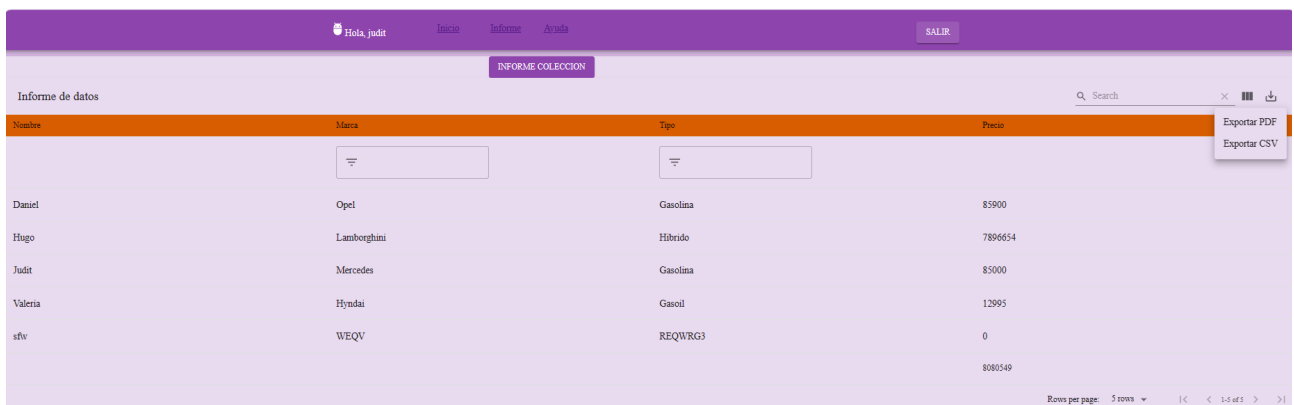 Hola, judit Inicio Informe Ayuda SALIR
INFORME COLECCION
Informe de datos Search
Nombre Marca Tipo Precio
Exportar PDF
Exportar CSV
Daniel Opel Gasolina 85900
Hugo Lamborghini Hibrido 7896654
Judit Mercedes Gasolina 85000
Valeria Hyndai Gasoil 12995
sfw WEQV REQWRG3 0
8080549
Rows per page: 5 rows 1-5 of 5